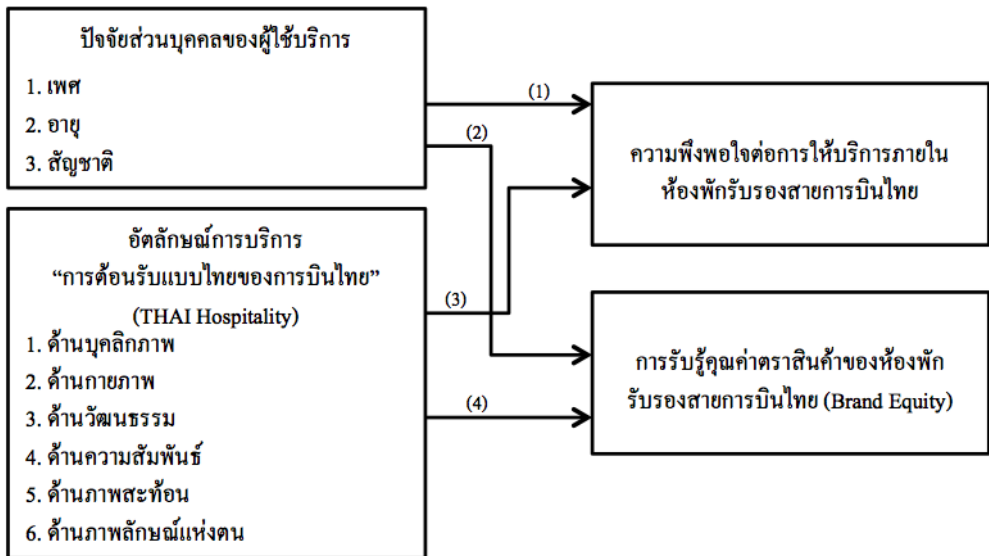 ปัจจัยส่วนบุคคลของผู้ใช้บริการ
1. เพศ
2. อายุ
3. สัญชาติ
(1)
(2)
ความพึงพอใจต่อการให้บริการภายใน
ห้องพักรับรองสายการบินไทย
อัตลักษณ์การบริการ
“การต้อนรับแบบไทยของการบินไทย”
(THAI Hospitality)
1. ด้านบุคลิกภาพ
2. ด้านกายภาพ
3. ด้านวัฒนธรรม
4. ด้านความสัมพันธ์
5. ด้านภาพสะท้อน
6. ด้านภาพลักษณ์แห่งตน
(3)
(4)
การรับรู้คุณค่าตราสินค้าของห้องพัก
รับรองสายการบินไทย (Brand Equity)